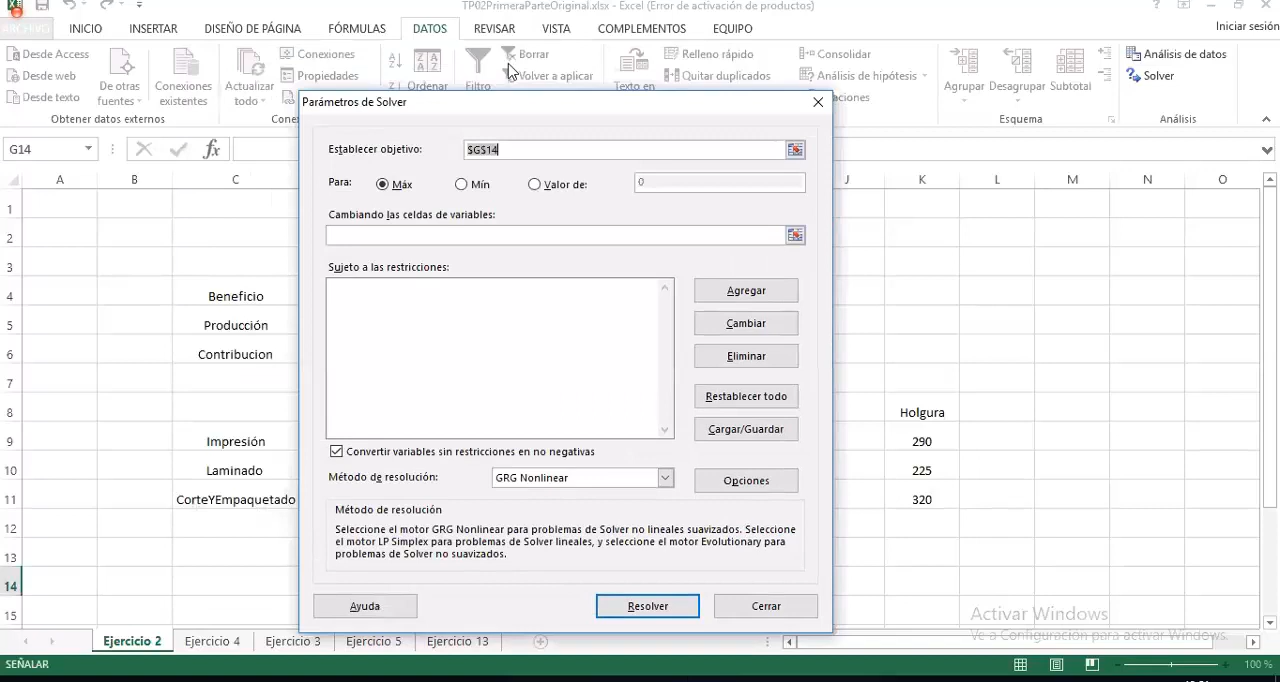 TP02PrimeraParteOriginal.xlsx - Excel (Error de activación de productos)
ARCHIVO INICIO INSERTAR DISEÑO DE PÁGINA FÓRMULAS DATOS REVISAR VISTA COMPLEMENTOS EQUIPO Iniciar sesión
Desde Access
Desde web
Desde texto
De otras fuentes
Conexiones existentes
Obtener datos externos
Actualizar todo
Conexiones
Propiedades
Ordenar
Filtro
Borrar
Volver a aplicar
Texto en
Relleno rápido
Quitar duplicados
Consolidar
Análisis de hipótesis
Agrupar Desagrupar Subtotal
Esquema
Análisis de datos
Solver
Análisis
G14 fx
A B C J K L M N O
Parámetros de Solver
Establecer objetivo: $G$14
Para: Máx Mín Valor de: 0
Cambiando las celdas de variables:
Sujeto a las restricciones:
Agregar
Cambiar
Eliminar
Restablecer todo
Cargar/Guardar
Convertir variables sin restricciones en no negativas
Método de resolución: GRG Nonlinear Opciones
Método de resolución
Seleccione el motor GRG Nonlinear para problemas de Solver no lineales suavizados. Seleccione
el motor LP Simplex para problemas de Solver lineales, y seleccione el motor Evolutionary para
problemas de Solver no suavizados.
Ayuda Resolver Cerrar
1
2
3
4 Beneficio
5 Producción
6 Contribucion
7
8 Holgura
9 Impresión 290
10 Laminado 225
11 CorteYEmpaquetado 320
12
13
14
15
Activar Windows
Ve a Configuración para activar Windows.
Ejercicio 2 Ejercicio 4 Ejercicio 3 Ejercicio 5 Ejercicio 13
SEÑALAR 100 %